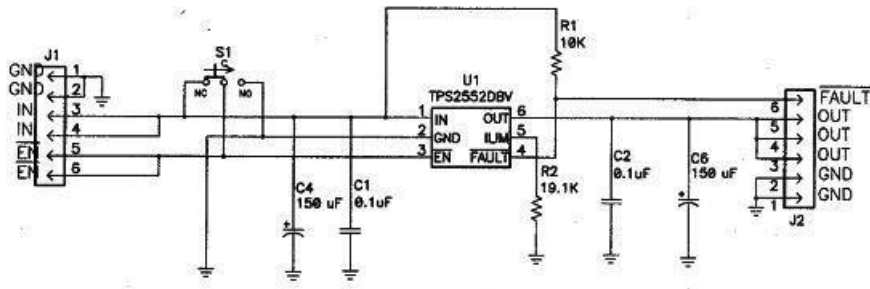 J1
GND 1
GND 2
IN 3
IN 4
EN 5
EN 6
S1
C
NC
NO
R1
10K
U1
TPS2552DBV
1 IN OUT 6
2 GND ILIM 5
3 EN FAULT 4
C4
150 uF
+
C1
0.1uF
R2
19.1K
C2
0.1uF
C6
150 uF
+
6 FAULT
5 OUT
4 OUT
3 OUT
2 GND
1 GND
J2